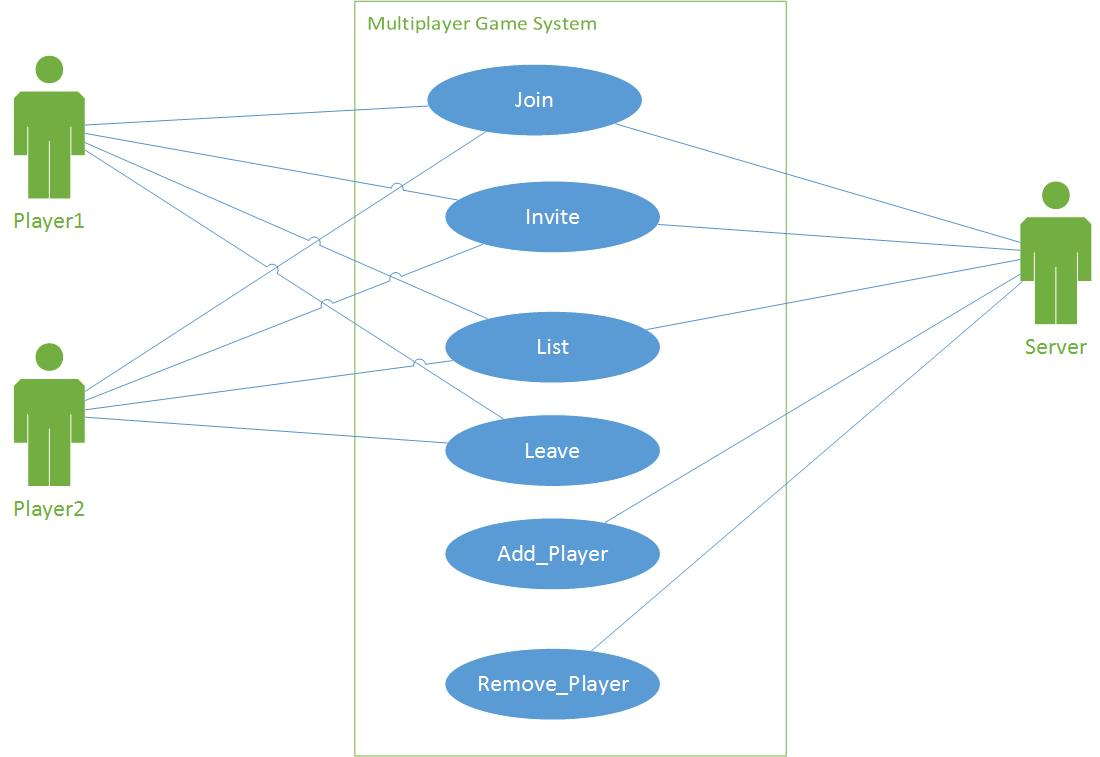 Multiplayer Game System
Join
Player1
Invite
List
Server
Leave
Player2
Add_Player
Remove_Player